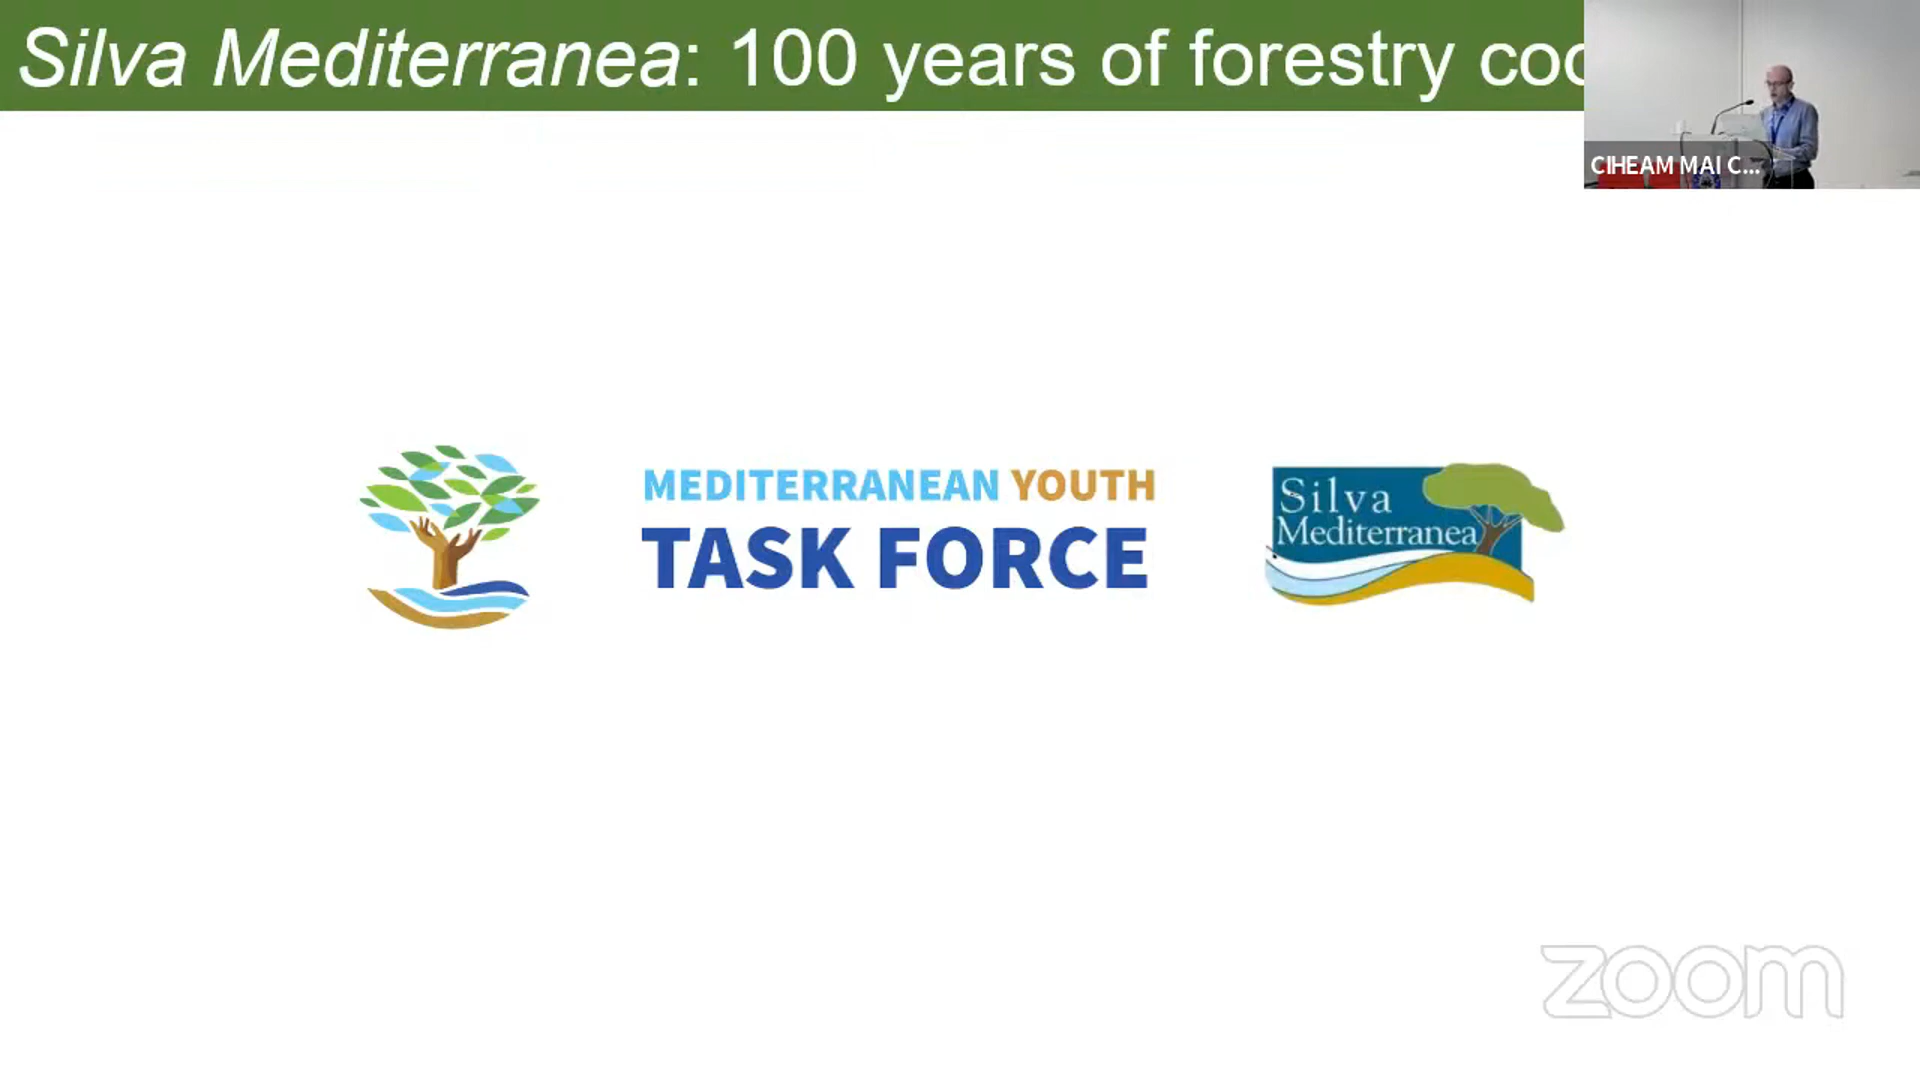 Silva Mediterranea: 100 years of forestry coo
CIHEAM MAI C...
MEDITERRANEAN YOUTH
TASK FORCE
Silva
Mediterranea
zoom